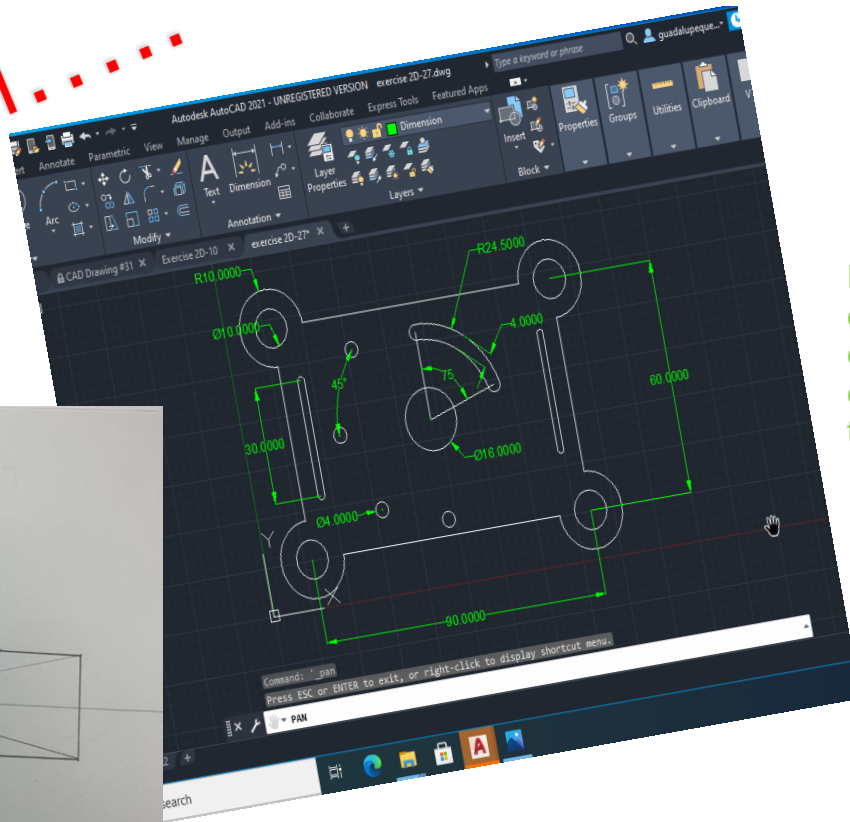 guadalupeque...
Type a keyword or phrase
Autodesk AutoCAD 2021 - UNREGISTERED VERSION exercise 2D-27.dwg
Annotate Parametric View Manage Output Add-ins Collaborate Express Tools Featured Apps
Dimension
Arc
Text
Dimension
Layer
Properties
Insert
Properties
Groups
Utilities
Clipboard
Modify
Annotation
Layers
Block
CAD Drawing #31
Exercise 2D-10
exercise 2D-27*
R10.0000
R24.5000
Ø10.0000
4.0000
45°
75
60.0000
30.0000
Ø16.0000
Ø4.0000
Y
X
90.0000
Command: '_pan
Press ESC or ENTER to exit, or right-click to display shortcut menu.
PAN
2
search